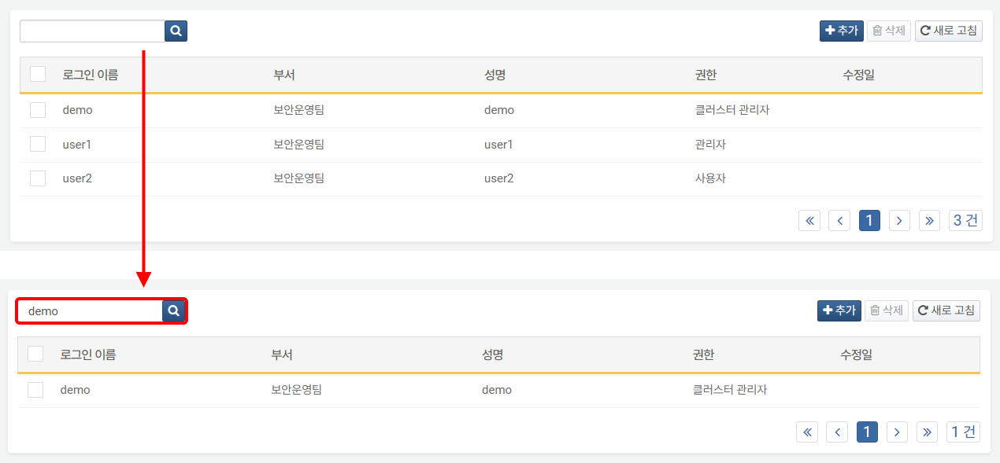 추가 삭제 새로 고침
로그인 이름 부서 성명 권한 수정일
demo 보안운영팀 demo 클러스터 관리자
user1 보안운영팀 user1 관리자
user2 보안운영팀 user2 사용자
« ‹ 1 › » 3 건
demo 추가 삭제 새로 고침
로그인 이름 부서 성명 권한 수정일
demo 보안운영팀 demo 클러스터 관리자
« ‹ 1 › » 1 건